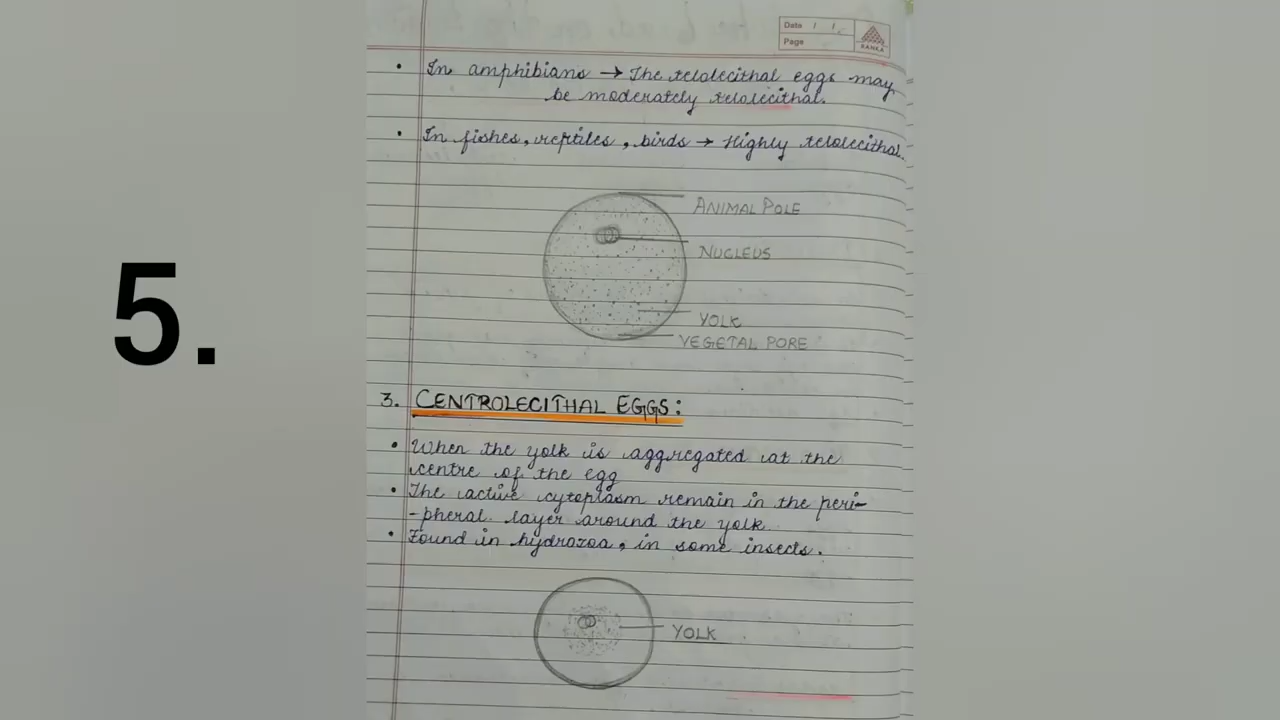 Date / /
Page
KANHA
• In amphibians → The telolecithal eggs may
be moderately telolecithal.
• In fishes, reptiles, birds → Highly telolecithal.
ANIMAL POLE
NUCLEUS
YOLK
VEGETAL PORE
5.
3. CENTROLECITHAL EGGS:
• When the yolk is aggregated at the
centre of the egg
• The active cytoplasm remain in the peri-
-pheral layer around the yolk
• Found in hydrozoa, in some insects.
YOLK